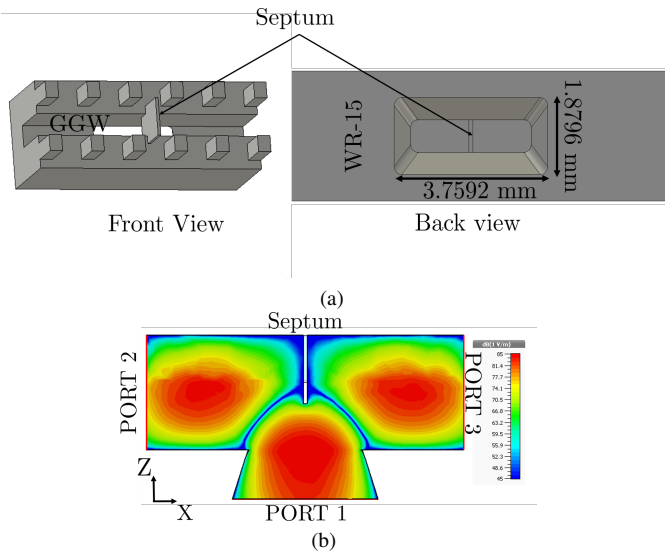 Septum
GGW
WR-15
1.8796 mm
3.7592 mm
Front View
Back view
(a)
Septum
PORT 2
PORT 3
dB(1 V/m)
85
81.4
77.7
74.1
70.5
66.8
63.2
59.5
55.9
52.3
48.6
45
Z
X
PORT 1
(b)